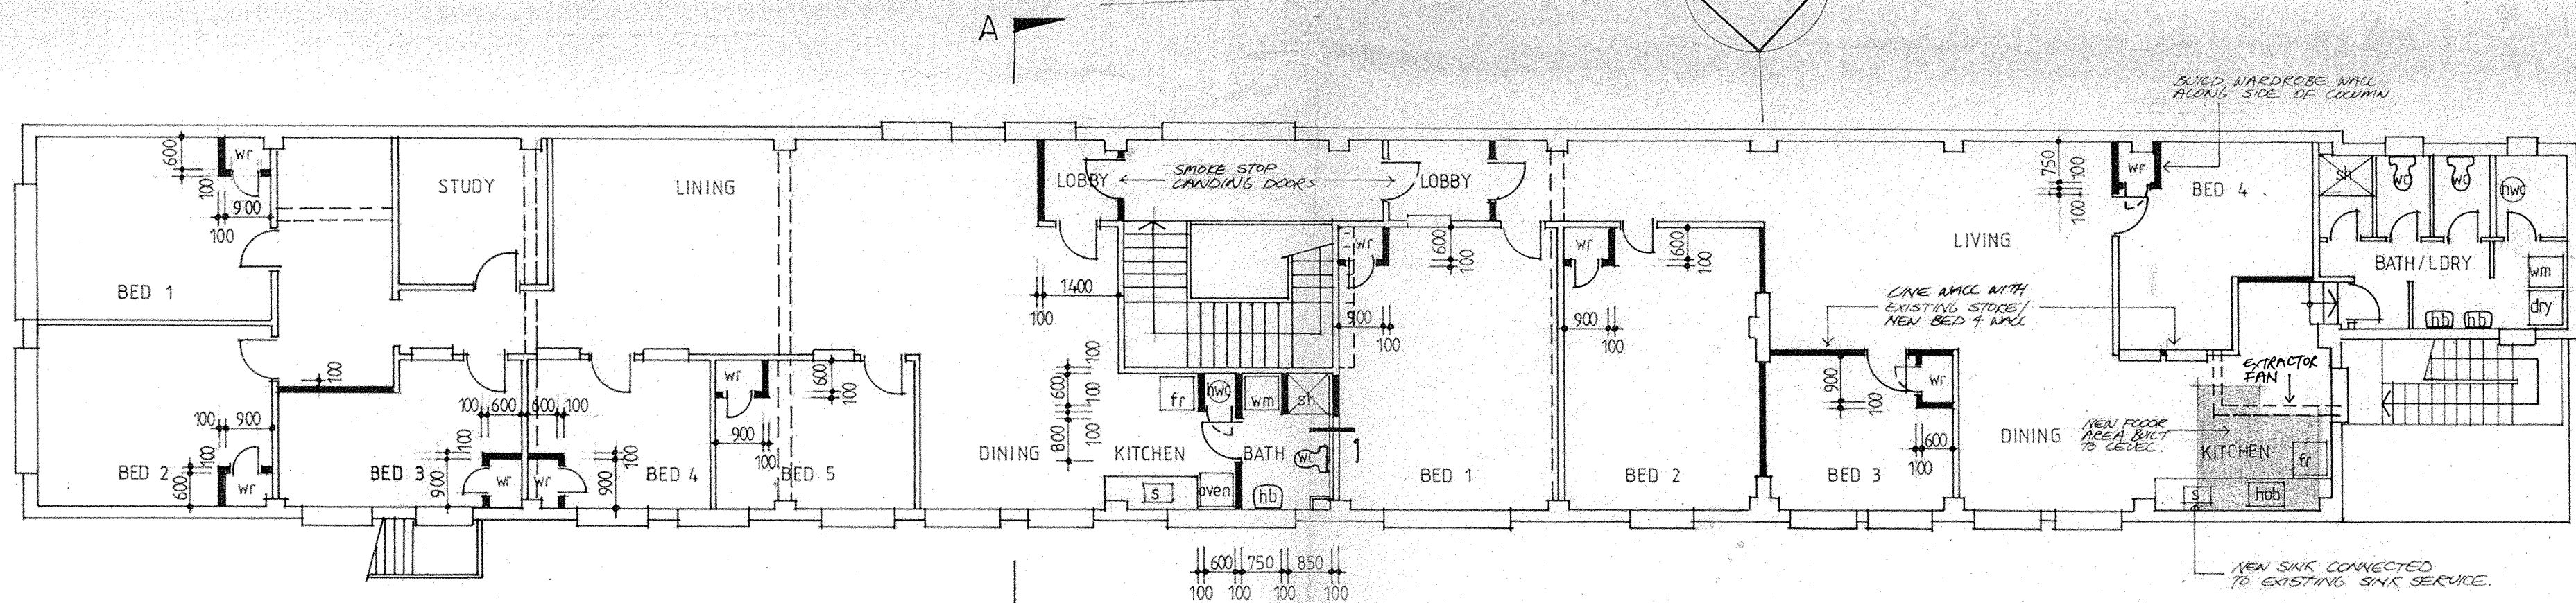 A
BUILD WARDROBE WALL
ALONG SIDE OF COLUMN.
600
wr
100
900
100
BED 1
STUDY
LINING
LOBBY
SMOKE STOP
LANDING DOORS
LOBBY
750
100
100
wr
BED 4
sh
wc
wc
hwc
LIVING
BATH/LDRY
wm
dry
hb
hb
wr
600
100
900
100
wr
600
100
900
100
1400
100
LINE WALL WITH
EXISTING STORE/
NEW BED 4 WALL
EXTRACTOR
FAN
100
100
900
100
600
BED 2
wr
100
600
600
100
100
900
BED 3
wr
wr
900
100
BED 4
wr
600
100
900
100
BED 5
DINING
100
600
100
800
100
fr
hwc
wm
sh
KITCHEN
BATH
wc
1
s
oven
hb
BED 1
BED 2
900
100
wr
600
100
BED 3
DINING
NEW FLOOR
AREA BUILT
TO LEVEL.
KITCHEN
fr
s
hob
600
750
850
100
100
100
100
NEW SINK CONNECTED
TO EXISTING SINK SERVICE.